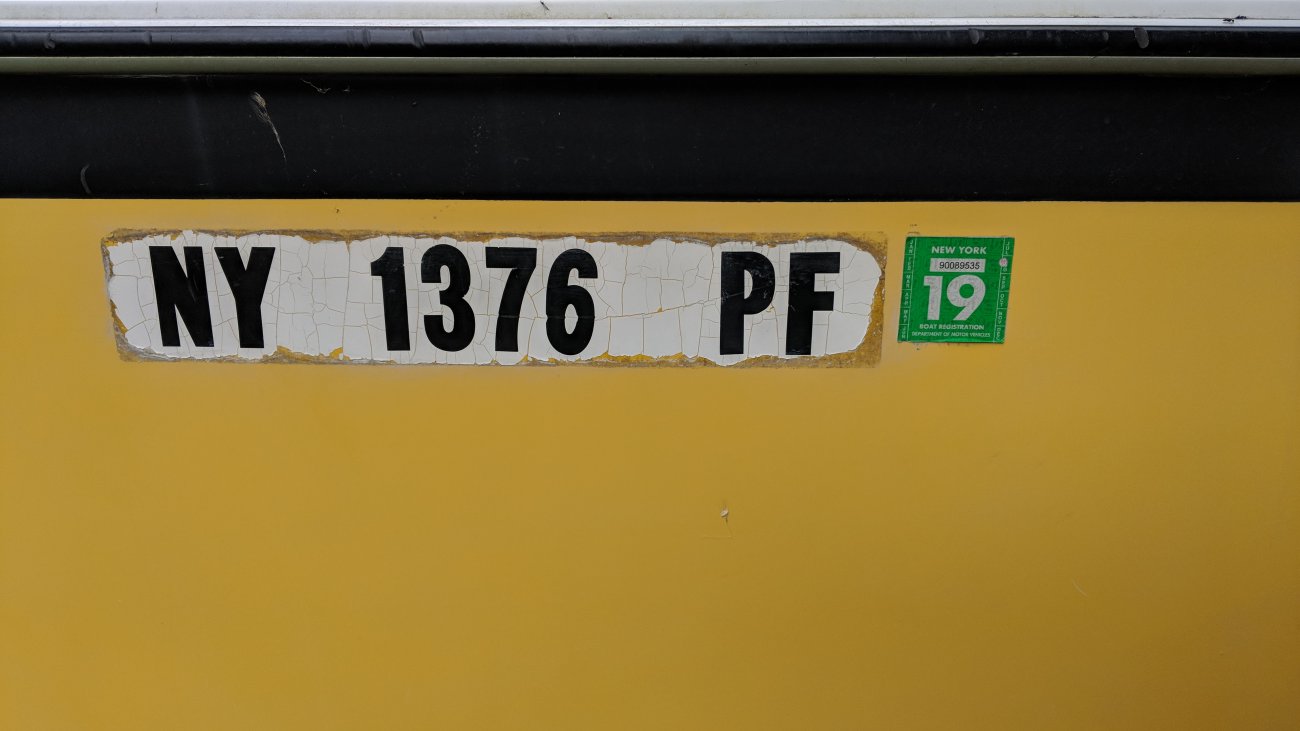 NY 1376 PF
NEW YORK
90089535
19
BOAT REGISTRATION
DEPARTMENT OF MOTOR VEHICLES